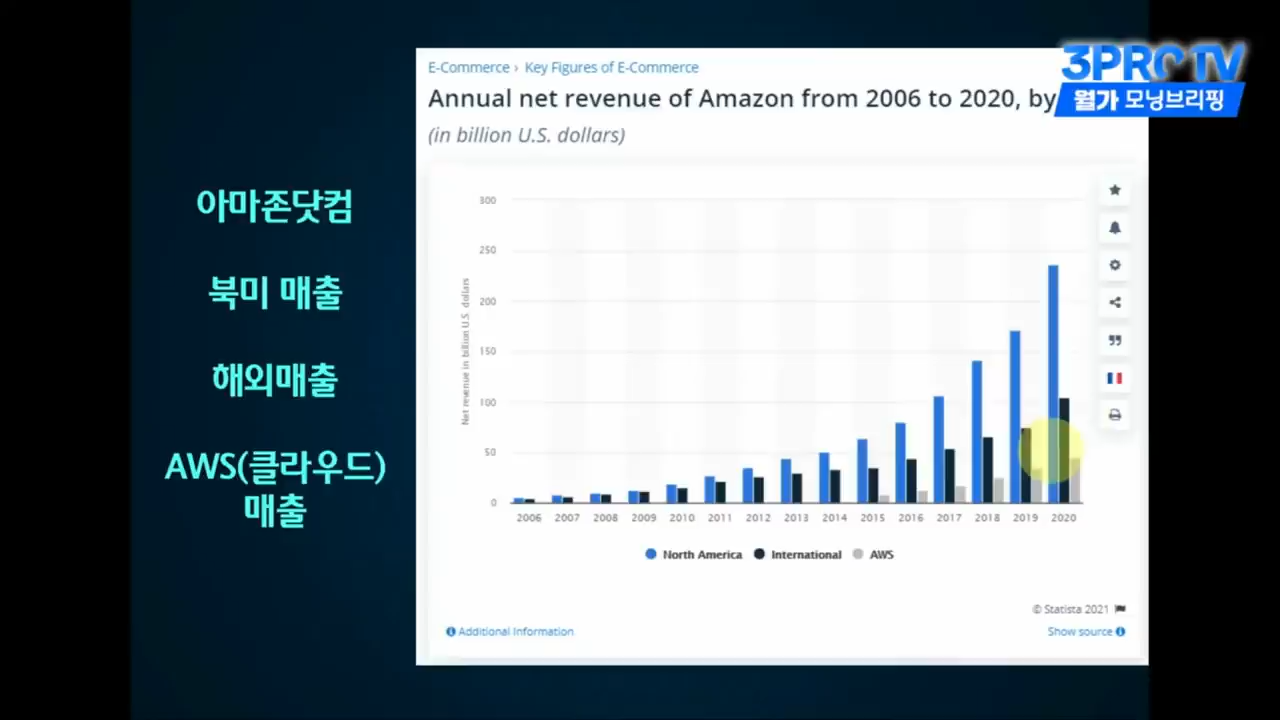 3PRO TV
월가 모닝브리핑
아마존닷컴
북미 매출
해외매출
AWS(클라우드)
매출
E-Commerce › Key Figures of E-Commerce
Annual net revenue of Amazon from 2006 to 2020, by
(in billion U.S. dollars)
Net revenue in billion U.S. dollars
300
250
200
150
100
50
0
2006 2007 2008 2009 2010 2011 2012 2013 2014 2015 2016 2017 2018 2019 2020
North America International AWS
© Statista 2021
Additional Information
Show source